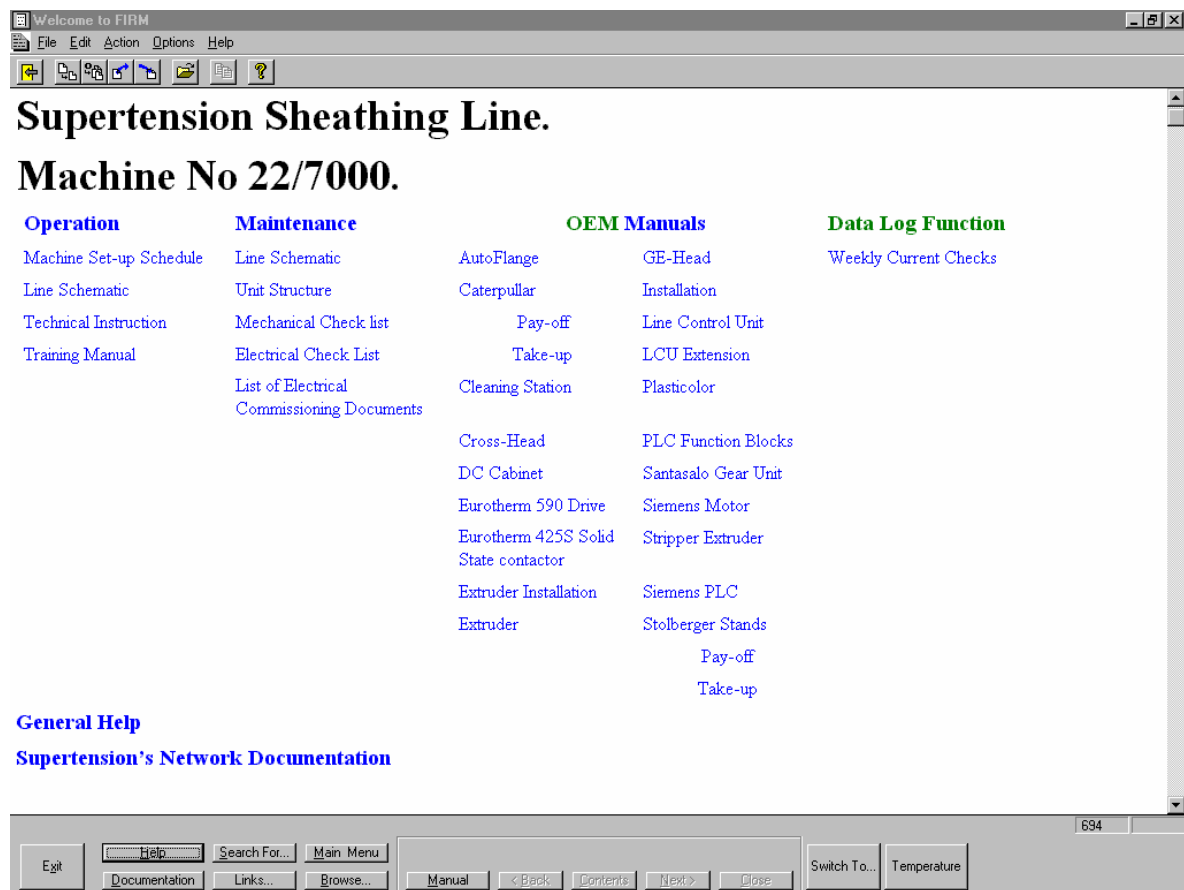 Welcome to FIRM
File Edit Action Options Help
Supertension Sheathing Line.
Machine No 22/7000.
Operation Maintenance OEM Manuals Data Log Function
Machine Set-up Schedule Line Schematic AutoFlange GE-Head Weekly Current Checks
Line Schematic Unit Structure Caterpullar Installation
Technical Instruction Mechanical Check list Pay-off Line Control Unit
Training Manual Electrical Check List Take-up LCU Extension
List of Electrical Cleaning Station Plasticolor
Commissioning Documents
Cross-Head PLC Function Blocks
DC Cabinet Santasalo Gear Unit
Eurotherm 590 Drive Siemens Motor
Eurotherm 425S Solid Stripper Extruder
State contactor
Extruder Installation Siemens PLC
Extruder Stolberger Stands
Pay-off
Take-up
General Help
Supertension's Network Documentation
694
Exit Help Search For... Main Menu Switch To... Temperature
Documentation Links... Browse... Manual < Back Contents Next > Close